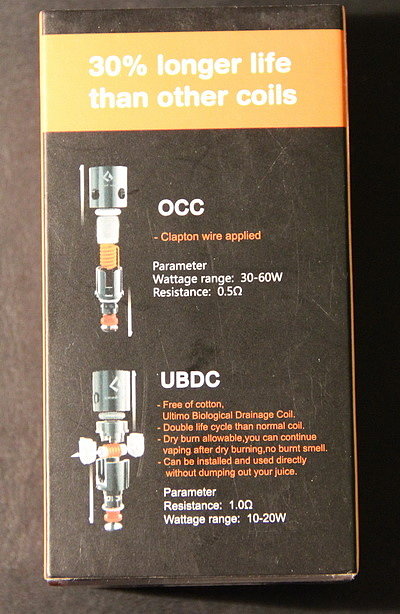 30% longer life
than other coils
OCC
- Clapton wire applied
Parameter
Wattage range: 30-60W
Resistance: 0.5Ω
UBDC
- Free of cotton,
Ultimo Biological Drainage Coil.
- Double life cycle than normal coil.
- Dry burn allowable,you can continue
vaping after dry burning,no burnt smell.
- Can be installed and used directly
without dumping out your juice.
Parameter
Resistance: 1.0Ω
Wattage range: 10-20W